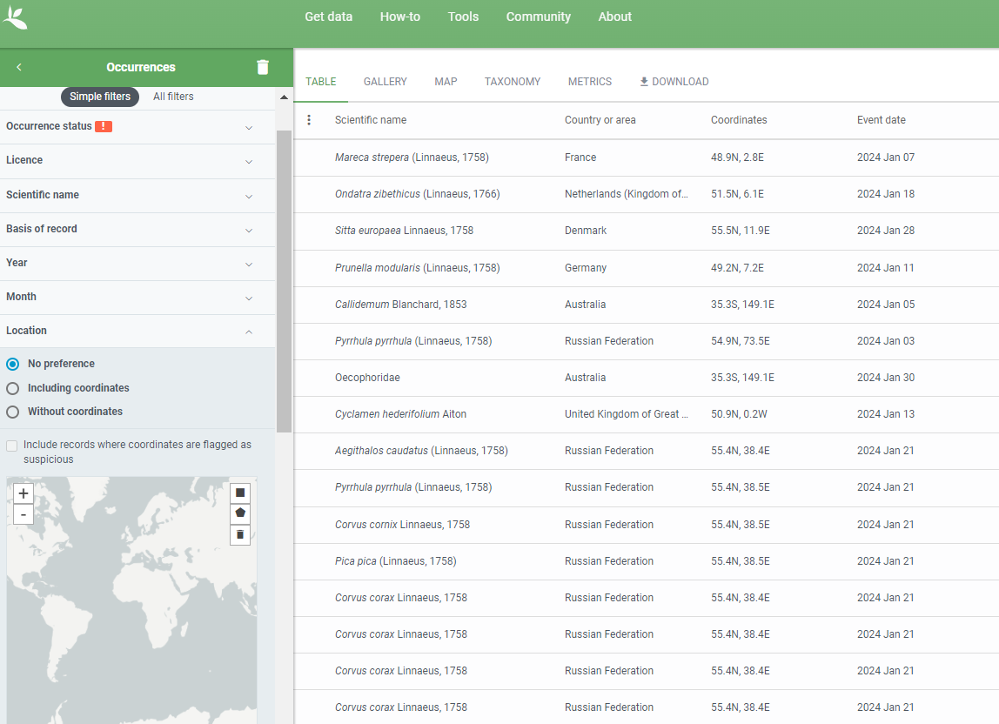 Get data How-to Tools Community About
Occurrences
Simple filters All filters
Occurrence status !
Licence
Scientific name
Basis of record
Year
Month
Location
No preference
Including coordinates
Without coordinates
Include records where coordinates are flagged as
suspicious
+
-
TABLE GALLERY MAP TAXONOMY METRICS DOWNLOAD
Scientific name Country or area Coordinates Event date
Mareca strepera (Linnaeus, 1758) France 48.9N, 2.8E 2024 Jan 07
Ondatra zibethicus (Linnaeus, 1766) Netherlands (Kingdom of... 51.5N, 6.1E 2024 Jan 18
Sitta europaea Linnaeus, 1758 Denmark 55.5N, 11.9E 2024 Jan 28
Prunella modularis (Linnaeus, 1758) Germany 49.2N, 7.2E 2024 Jan 11
Callidemum Blanchard, 1853 Australia 35.3S, 149.1E 2024 Jan 05
Pyrrhula pyrrhula (Linnaeus, 1758) Russian Federation 54.9N, 73.5E 2024 Jan 03
Oecophoridae Australia 35.3S, 149.1E 2024 Jan 30
Cyclamen hederifolium Aiton United Kingdom of Great ... 50.9N, 0.2W 2024 Jan 13
Aegithalos caudatus (Linnaeus, 1758) Russian Federation 55.4N, 38.4E 2024 Jan 21
Pyrrhula pyrrhula (Linnaeus, 1758) Russian Federation 55.4N, 38.5E 2024 Jan 21
Corvus cornix Linnaeus, 1758 Russian Federation 55.4N, 38.5E 2024 Jan 21
Pica pica (Linnaeus, 1758) Russian Federation 55.4N, 38.5E 2024 Jan 21
Corvus corax Linnaeus, 1758 Russian Federation 55.4N, 38.4E 2024 Jan 21
Corvus corax Linnaeus, 1758 Russian Federation 55.4N, 38.4E 2024 Jan 21
Corvus corax Linnaeus, 1758 Russian Federation 55.4N, 38.4E 2024 Jan 21
Corvus corax Linnaeus, 1758 Russian Federation 55.4N, 38.4E 2024 Jan 21